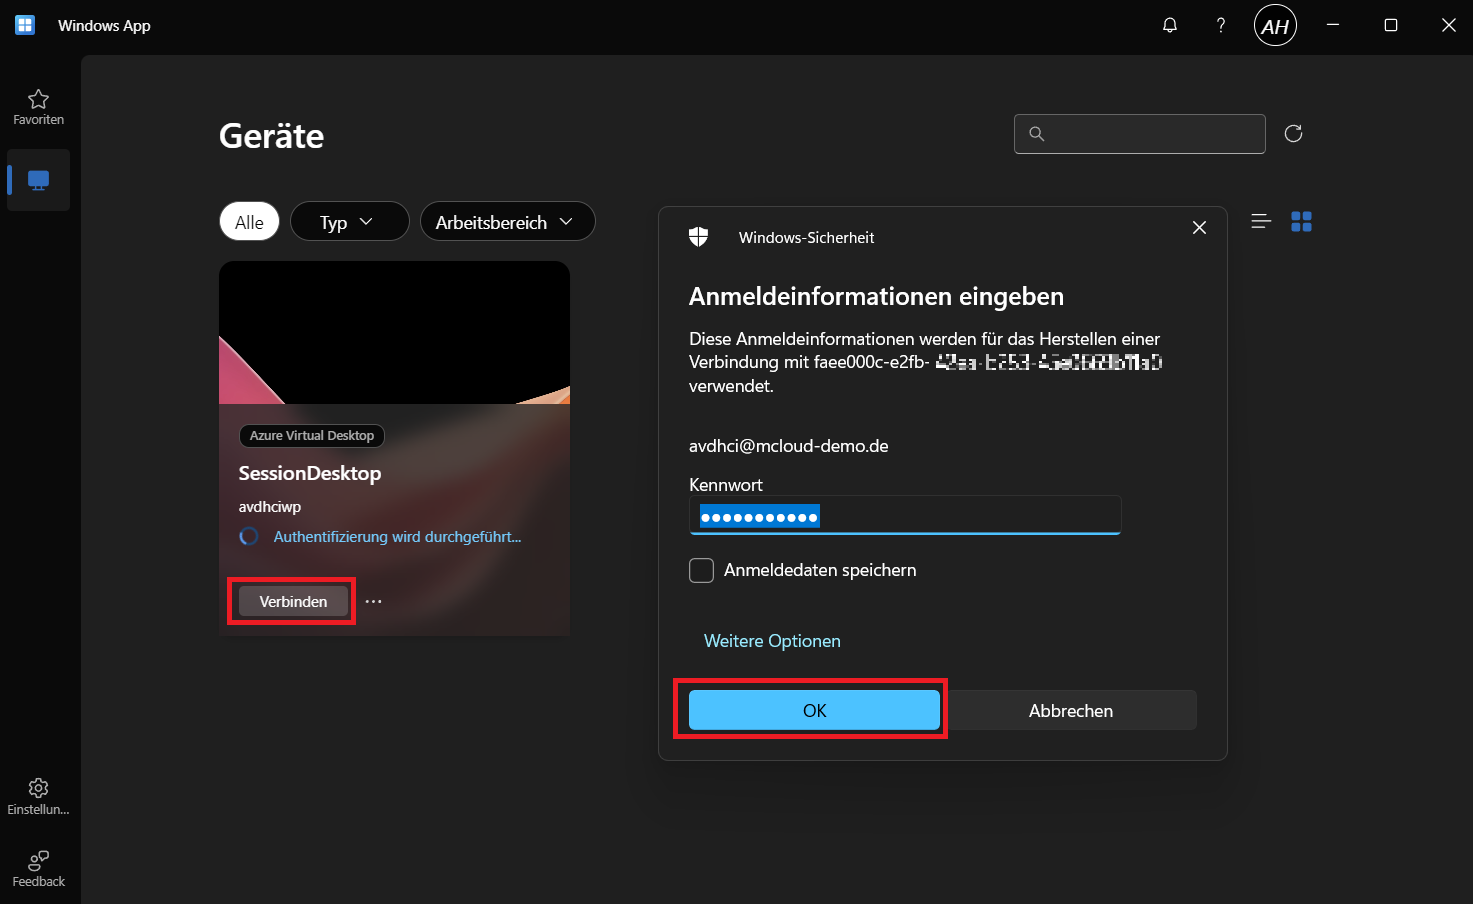 Windows App
AH
Favoriten
Geräte
Alle
Typ
Arbeitsbereich
Azure Virtual Desktop
SessionDesktop
avdhciwp
Authentifizierung wird durchgeführt...
Verbinden
Windows-Sicherheit
Anmeldeinformationen eingeben
Diese Anmeldeinformationen werden für das Herstellen einer
Verbindung mit faee000c-e2fb-
verwendet.
avdhci@mcloud-demo.de
Kennwort
Anmeldedaten speichern
Weitere Optionen
OK
Abbrechen
Einstellun...
Feedback